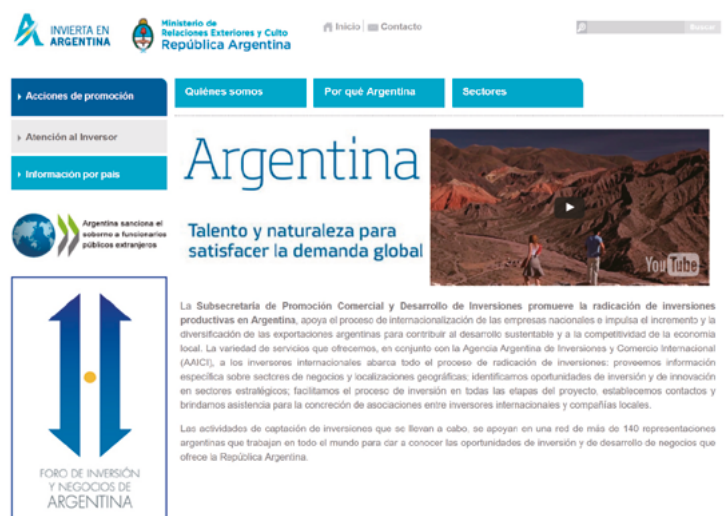 INVIERTA EN
ARGENTINA
Ministerio de
Relaciones Exteriores y Culto
República Argentina
Inicio
Contacto
Buscar
Acciones de promoción
Quiénes somos
Por qué Argentina
Sectores
Atención al Inversor
Información por país
Argentina sanciona el
soborno a funcionarios
públicos extranjeros
Argentina
Talento y naturaleza para
satisfacer la demanda global
YouTube
La Subsecretaría de Promoción Comercial y Desarrollo de Inversiones promueve la radicación de inversiones
productivas en Argentina, apoya el proceso de internacionalización de las empresas nacionales e impulsa el incremento y la
diversificación de las exportaciones argentinas para contribuir al desarrollo sustentable y a la competitividad de la economía
local. La variedad de servicios que ofrecemos, en conjunto con la Agencia Argentina de Inversiones y Comercio Internacional
(AAICI), a los inversores internacionales abarca todo el proceso de radicación de inversiones: proveemos información
específica sobre sectores de negocios y localizaciones geográficas; identificamos oportunidades de inversión y de innovación
en sectores estratégicos; facilitamos el proceso de inversión en todas las etapas del proyecto, establecemos contactos y
brindamos asistencia para la concreción de asociaciones entre inversores internacionales y compañías locales.
Las actividades de captación de inversiones que se llevan a cabo, se apoyan en una red de más de 140 representaciones
argentinas que trabajan en todo el mundo para dar a conocer las oportunidades de inversión y de desarrollo de negocios que
ofrece la República Argentina.
FORO DE INVERSIÓN
Y NEGOCIOS DE
ARGENTINA